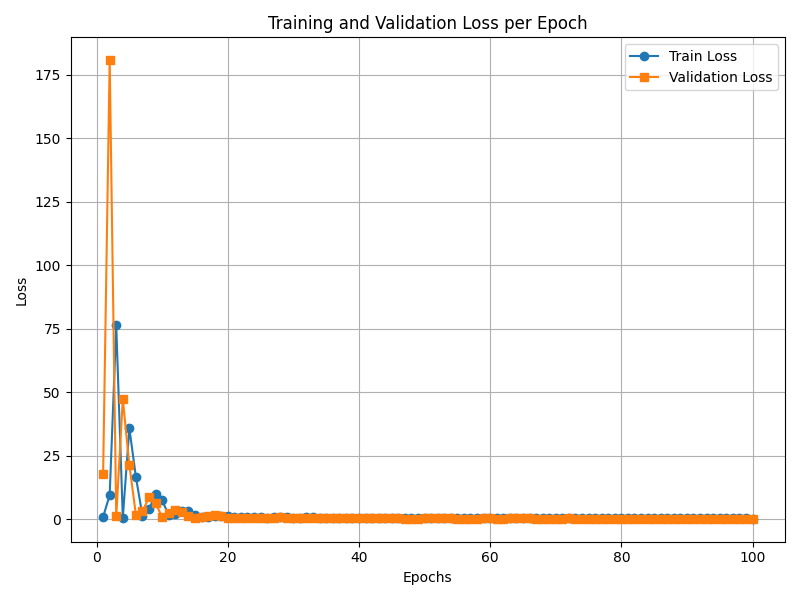 Training and Validation Loss per Epoch
Train Loss
Validation Loss
175
150
125
100
75
50
25
0
Loss
0 20 40 60 80 100
Epochs